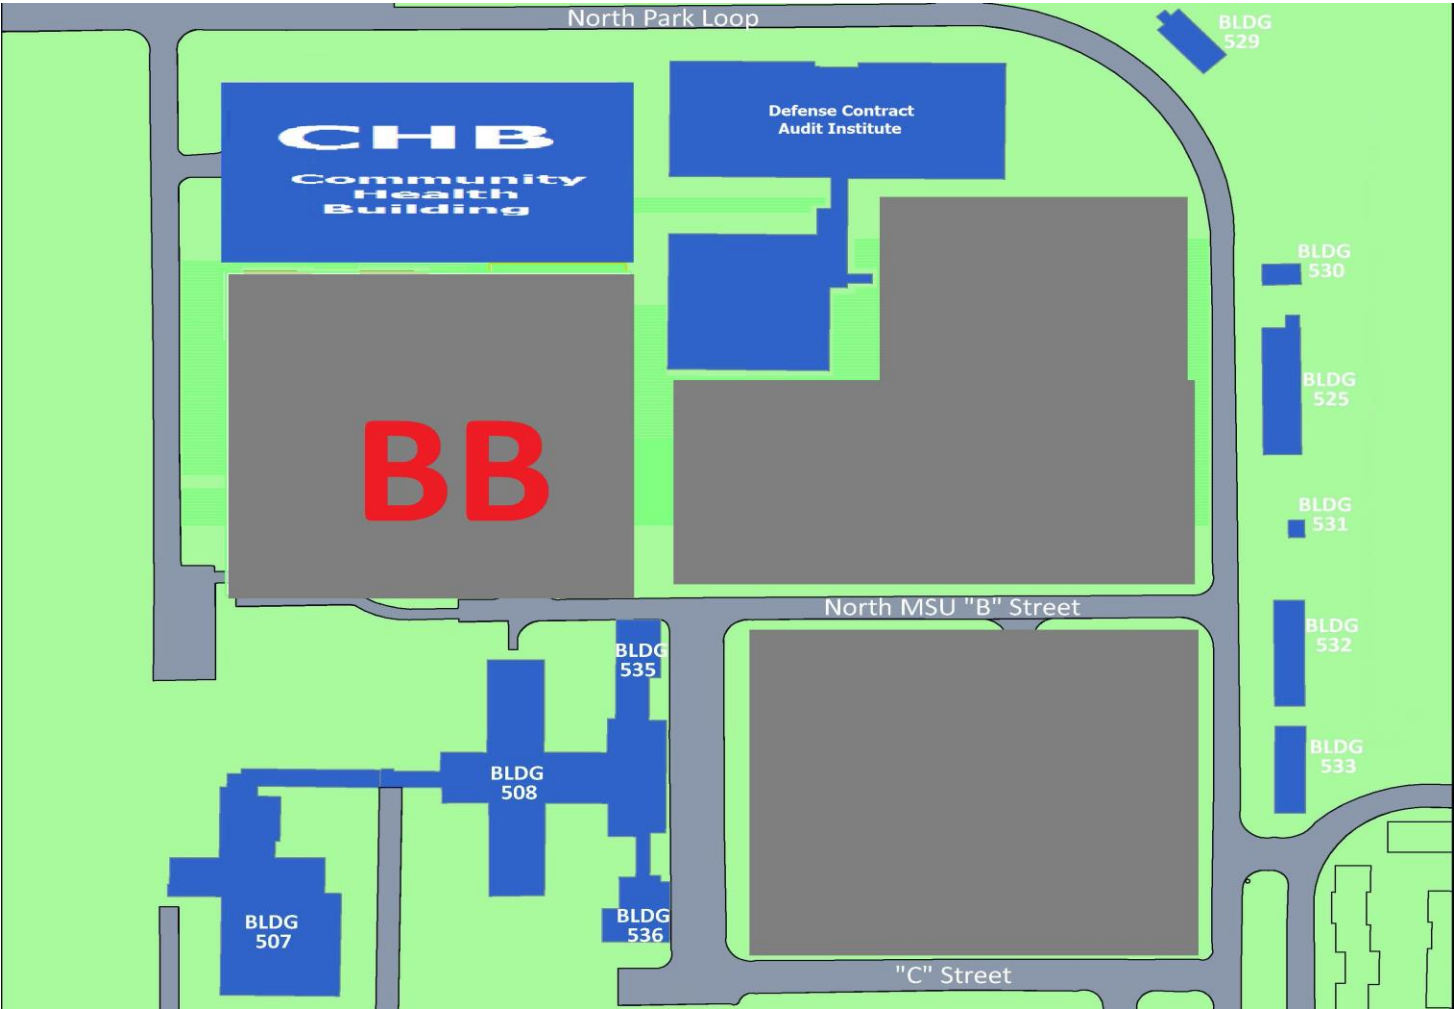 North Park Loop
BLDG
529
Defense Contract
Audit Institute
CHB
Community
Health
Building
BLDG
530
BLDG
525
BB
BLDG
531
North MSU "B" Street
BLDG
532
BLDG
535
BLDG
533
BLDG
508
BLDG
507
BLDG
536
"C" Street